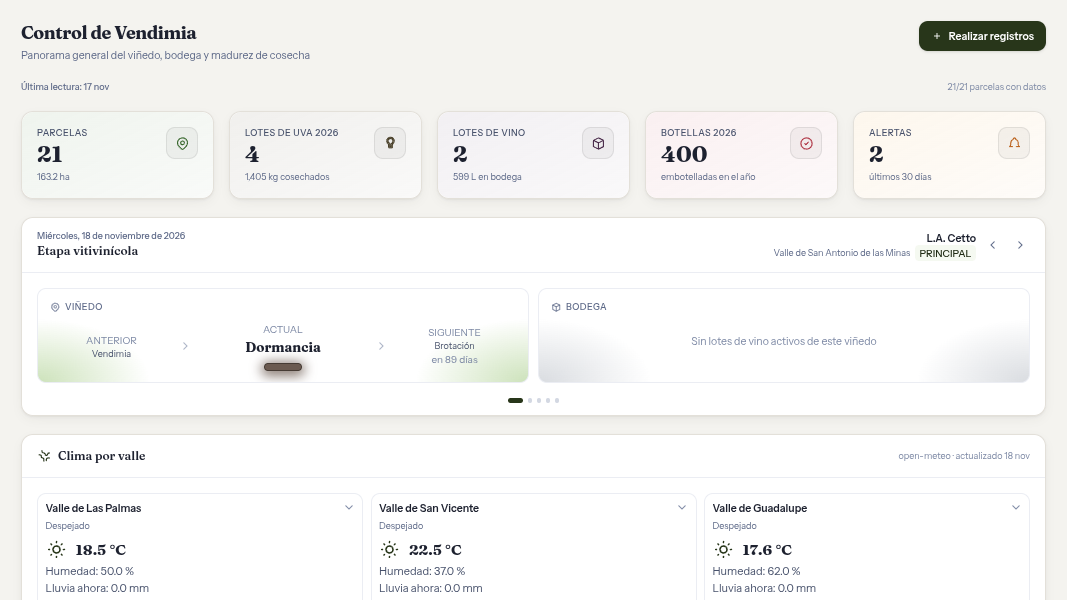 Control de Vendimia
Panorama general del viñedo, bodega y madurez de cosecha
+ Realizar registros
Última lectura: 17 nov
21/21 parcelas con datos
PARCELAS
21
163.2 ha
LOTES DE UVA 2026
4
1,405 kg cosechados
LOTES DE VINO
2
599 L en bodega
BOTELLAS 2026
400
embotelladas en el año
ALERTAS
2
últimos 30 días
Miércoles, 18 de noviembre de 2026
Etapa vitivinícola
L.A. Cetto
Valle de San Antonio de las Minas PRINCIPAL
VIÑEDO
ANTERIOR
Vendimia
ACTUAL
Dormancia
SIGUIENTE
Brotación
en 89 días
BODEGA
Sin lotes de vino activos de este viñedo
Clima por valle
open-meteo · actualizado 18 nov
Valle de Las Palmas
Despejado
18.5 °C
Humedad: 50.0 %
Lluvia ahora: 0.0 mm
Valle de San Vicente
Despejado
22.5 °C
Humedad: 37.0 %
Lluvia ahora: 0.0 mm
Valle de Guadalupe
Despejado
17.6 °C
Humedad: 62.0 %
Lluvia ahora: 0.0 mm